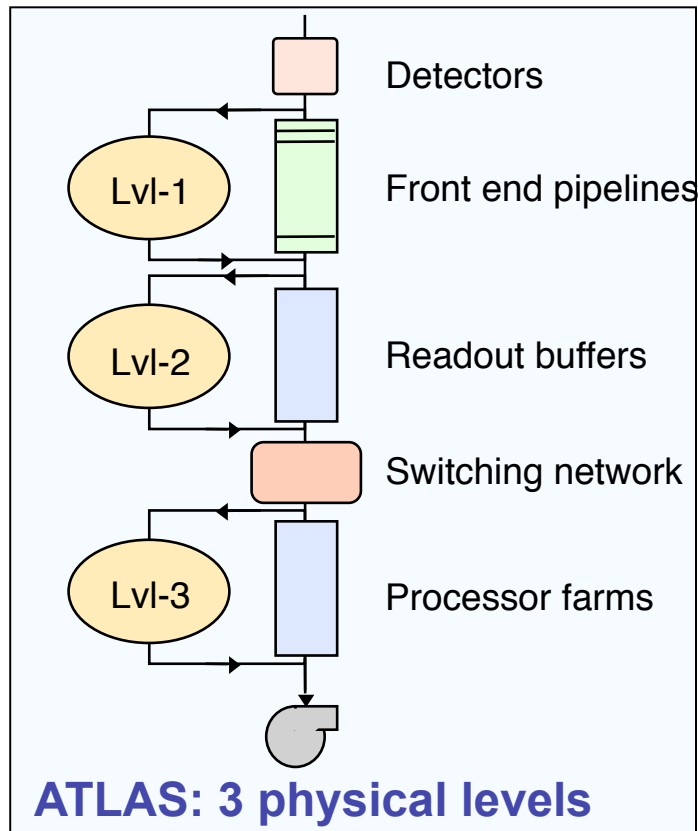 Detectors
Lvl-1
Front end pipelines
Lvl-2
Readout buffers
Switching network
Lvl-3
Processor farms
ATLAS: 3 physical levels